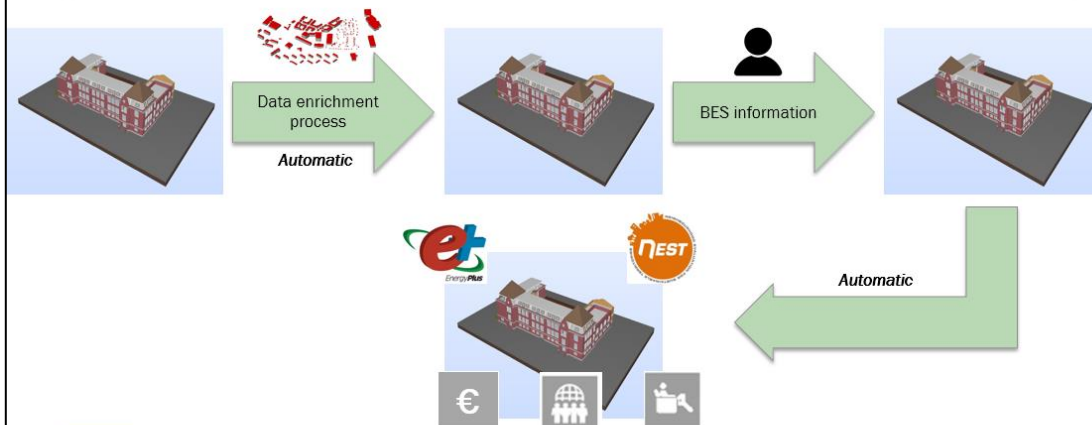 Data enrichment
process
Automatic
BES information
e+
EnergyPlus
nEST
Automatic
€